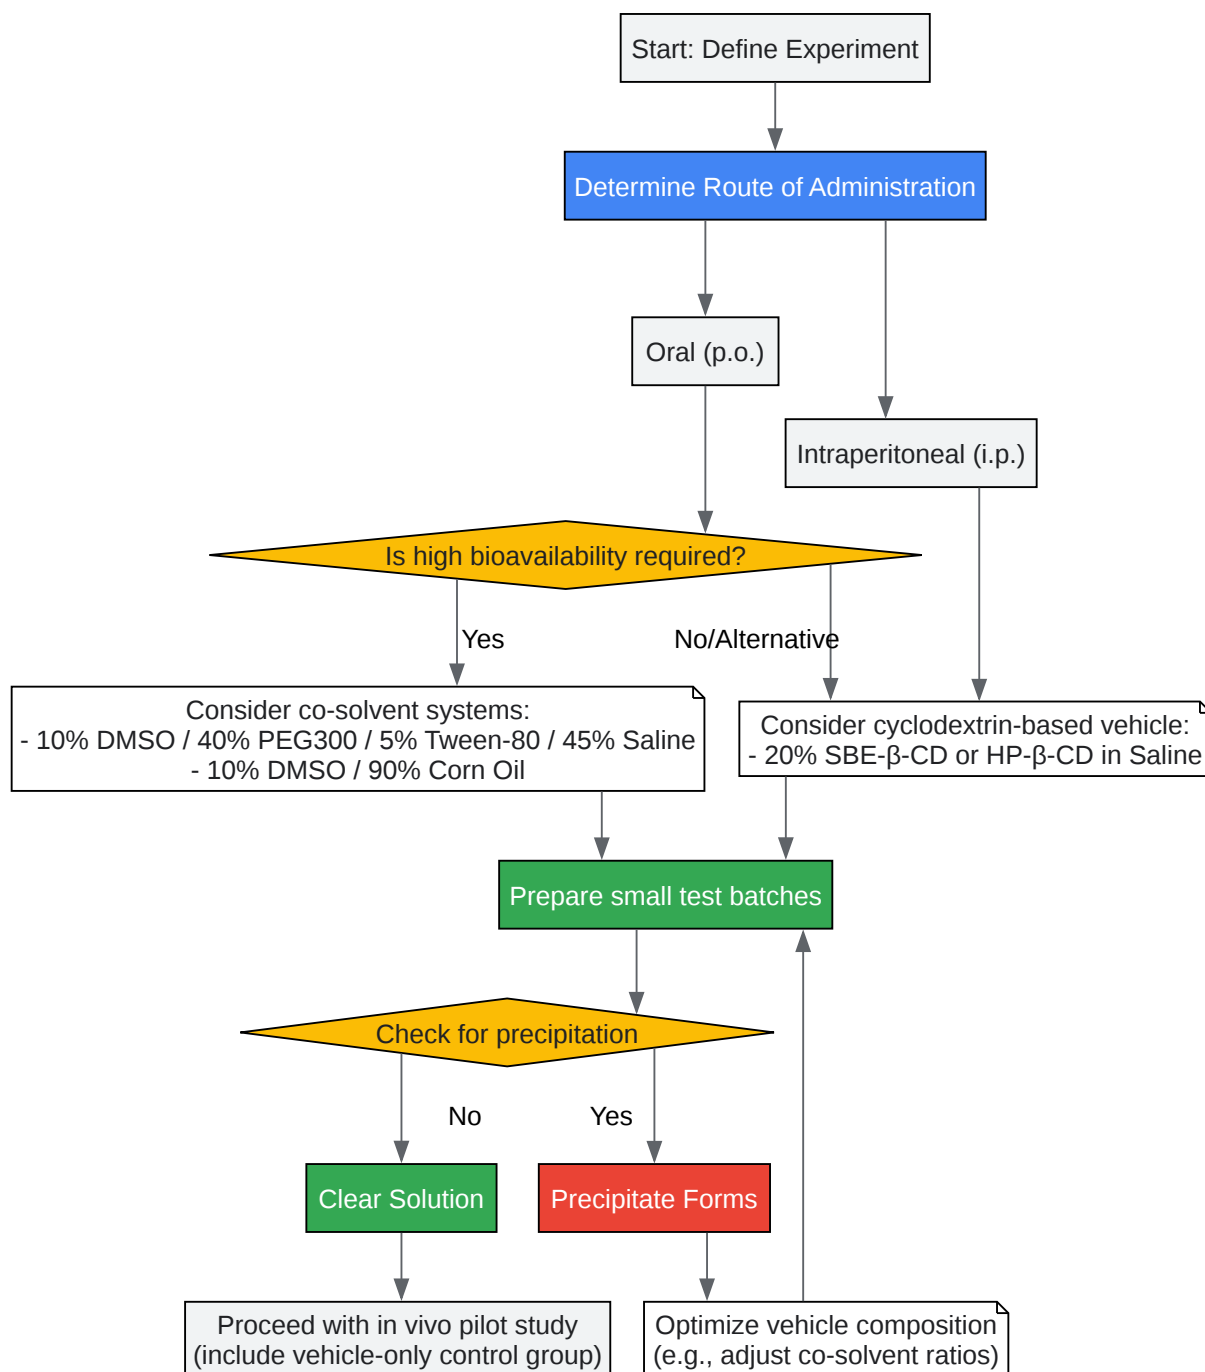 Start: Define Experiment
Determine Route of Administration
Oral (p.o.)
Intraperitoneal (i.p.)
Is high bioavailability required?
Yes
No/Alternative
Consider co-solvent systems:
- 10% DMSO / 40% PEG300 / 5% Tween-80 / 45% Saline
- 10% DMSO / 90% Corn Oil
Consider cyclodextrin-based vehicle:
- 20% SBE-β-CD or HP-β-CD in Saline
Prepare small test batches
Check for precipitation
No
Yes
Clear Solution
Precipitate Forms
Proceed with in vivo pilot study
(include vehicle-only control group)
Optimize vehicle composition
(e.g., adjust co-solvent ratios)